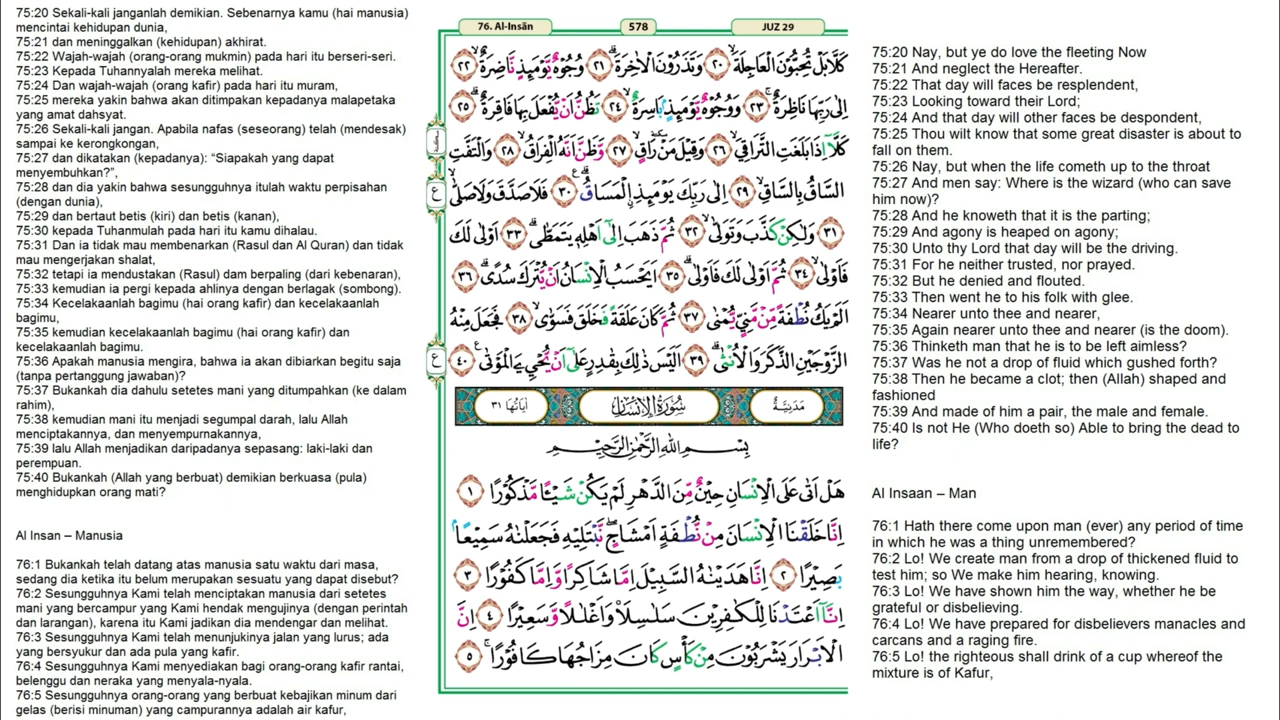 75:20 Sekali-kali janganlah demikian. Sebenarnya kamu (hai manusia)
mencintai kehidupan dunia,
75:21 dan meninggalkan (kehidupan) akhirat.
75:22 Wajah-wajah (orang-orang mukmin) pada hari itu berseri-seri.
75:23 Kepada Tuhannyalah mereka melihat.
75:24 Dan wajah-wajah (orang kafir) pada hari itu muram,
75:25 mereka yakin bahwa akan ditimpakan kepadanya malapetaka
yang amat dahsyat.
75:26 Sekali-kali jangan. Apabila nafas (seseorang) telah (mendesak)
sampai ke kerongkongan,
75:27 dan dikatakan (kepadanya): “Siapakah yang dapat
menyembuhkan?”,
75:28 dan dia yakin bahwa sesungguhnya itulah waktu perpisahan
(dengan dunia),
75:29 dan bertaut betis (kiri) dan betis (kanan),
75:30 kepada Tuhanmulah pada hari itu kamu dihalau.
75:31 Dan ia tidak mau membenarkan (Rasul dan Al Quran) dan tidak
mau mengerjakan shalat,
75:32 tetapi ia mendustakan (Rasul) dam berpaling (dari kebenaran),
75:33 kemudian ia pergi kepada ahlinya dengan berlagak (sombong).
75:34 Kecelakaanlah bagimu (hai orang kafir) dan kecelakaanlah
bagimu,
75:35 kemudian kecelakaanlah bagimu (hai orang kafir) dan
kecelakaanlah bagimu.
75:36 Apakah manusia mengira, bahwa ia akan dibiarkan begitu saja
(tanpa pertanggung jawaban)?
75:37 Bukankah dia dahulu setetes mani yang ditumpahkan (ke dalam
rahim),
75:38 kemudian mani itu menjadi segumpal darah, lalu Allah
menciptakannya, dan menyempurnakannya,
75:39 lalu Allah menjadikan daripadanya sepasang: laki-laki dan
perempuan.
75:40 Bukankah (Allah yang berbuat) demikian berkuasa (pula)
menghidupkan orang mati?
Al Insan – Manusia
76:1 Bukankah telah datang atas manusia satu waktu dari masa,
sedang dia ketika itu belum merupakan sesuatu yang dapat disebut?
76:2 Sesungguhnya Kami telah menciptakan manusia dari setetes
mani yang bercampur yang Kami hendak mengujinya (dengan perintah
dan larangan), karena itu Kami jadikan dia mendengar dan melihat.
76:3 Sesungguhnya Kami telah menunjukinya jalan yang lurus; ada
yang bersyukur dan ada pula yang kafir.
76:4 Sesungguhnya Kami menyediakan bagi orang-orang kafir rantai,
belenggu dan neraka yang menyala-nyala.
76:5 Sesungguhnya orang-orang yang berbuat kebajikan minum dari
gelas (berisi minuman) yang campurannya adalah air kafur,
76. Al-Insān 578 JUZ 29
كَلَّا بَلْ تُحِبُّوْنَ الْعَاجِلَةَۙ ٢٠ وَتَذَرُوْنَ الْاٰخِرَةَۗ ٢١ وُجُوْهٌ يَّوْمَىِٕذٍ نَّاضِرَةٌۙ ٢٢
اِلٰى رَبِّهَا نَاظِرَةٌۚ ٢٣ وَوُجُوْهٌ يَّوْمَىِٕذٍۢ بَاسِرَةٌۙ ٢٤ تَظُنُّ اَنْ يُّفْعَلَ بِهَا فَاقِرَةٌۗ ٢٥
كَلَّآ اِذَا بَلَغَتِ التَّرَاقِيَۙ ٢٦ وَقِيْلَ مَنْ رَاقٍۙ ٢٧ وَّظَنَّ اَنَّهُ الْفِرَاقُۙ ٢٨ وَالْتَفَّتِ
السَّاقُ بِالسَّاقِۙ ٢٩ اِلٰى رَبِّكَ يَوْمَىِٕذِ ِۨالْمَسَاقُۗ ٣٠ فَلَا صَدَّقَ وَلَا صَلّٰىۙ
٣١ وَلٰكِنْ كَذَّبَ وَتَوَلّٰىۙ ٣٢ ثُمَّ ذَهَبَ اِلٰٓى اَهْلِهٖ يَتَمَطّٰىۗ ٣٣ اَوْلٰى لَكَ
فَاَوْلٰىۙ ٣٤ ثُمَّ اَوْلٰى لَكَ فَاَوْلٰىۗ ٣٥ اَيَحْسَبُ الْاِنْسَانُ اَنْ يُّتْرَكَ سُدًىۗ ٣٦
اَلَمْ يَكُ نُطْفَةً مِّنْ مَّنِيٍّ يُّمْنٰىۙ ٣٧ ثُمَّ كَانَ عَلَقَةً فَخَلَقَ فَسَوّٰىۙ ٣٨ فَجَعَلَ مِنْهُ
الزَّوْجَيْنِ الذَّكَرَ وَالْاُنْثٰىۗ ٣٩ اَلَيْسَ ذٰلِكَ بِقٰدِرٍ عَلٰٓى اَنْ يُّحْيِيَ الْمَوْتٰى ٤٠
مَدَنِيَّةٌ سُوْرَةُ الْاِنْسَانِ اٰيَاتُهَا ٣١
بِسْمِ اللّٰهِ الرَّحْمٰنِ الرَّحِيْمِ
هَلْ اَتٰى عَلَى الْاِنْسَانِ حِيْنٌ مِّنَ الدَّهْرِ لَمْ يَكُنْ شَيْـًٔا مَّذْكُوْرًا ١
اِنَّا خَلَقْنَا الْاِنْسَانَ مِنْ نُّطْفَةٍ اَمْشَاجٍۖ نَّبْتَلِيْهِ فَجَعَلْنٰهُ سَمِيْعًاۢ
بَصِيْرًا ٢ اِنَّا هَدَيْنٰهُ السَّبِيْلَ اِمَّا شَاكِرًا وَّاِمَّا كَفُوْرًا ٣
اِنَّآ اَعْتَدْنَا لِلْكٰفِرِيْنَ سَلٰسِلَا۟ وَاَغْلٰلًا وَّسَعِيْرًا ٤ اِنَّ
الْاَبْرَارَ يَشْرَبُوْنَ مِنْ كَأْسٍ كَانَ مِزَاجُهَا كَافُوْرًاۚ ٥
75:20 Nay, but ye do love the fleeting Now
75:21 And neglect the Hereafter.
75:22 That day will faces be resplendent,
75:23 Looking toward their Lord;
75:24 And that day will other faces be despondent,
75:25 Thou wilt know that some great disaster is about to
fall on them.
75:26 Nay, but when the life cometh up to the throat
75:27 And men say: Where is the wizard (who can save
him now)?
75:28 And he knoweth that it is the parting;
75:29 And agony is heaped on agony;
75:30 Unto thy Lord that day will be the driving.
75:31 For he neither trusted, nor prayed.
75:32 But he denied and flouted.
75:33 Then went he to his folk with glee.
75:34 Nearer unto thee and nearer,
75:35 Again nearer unto thee and nearer (is the doom).
75:36 Thinketh man that he is to be left aimless?
75:37 Was he not a drop of fluid which gushed forth?
75:38 Then he became a clot; then (Allah) shaped and
fashioned
75:39 And made of him a pair, the male and female.
75:40 Is not He (Who doeth so) Able to bring the dead to
life?
Al Insaan – Man
76:1 Hath there come upon man (ever) any period of time
in which he was a thing unremembered?
76:2 Lo! We create man from a drop of thickened fluid to
test him; so We make him hearing, knowing.
76:3 Lo! We have shown him the way, whether he be
grateful or disbelieving.
76:4 Lo! We have prepared for disbelievers manacles and
carcans and a raging fire.
76:5 Lo! the righteous shall drink of a cup whereof the
mixture is of Kafur,